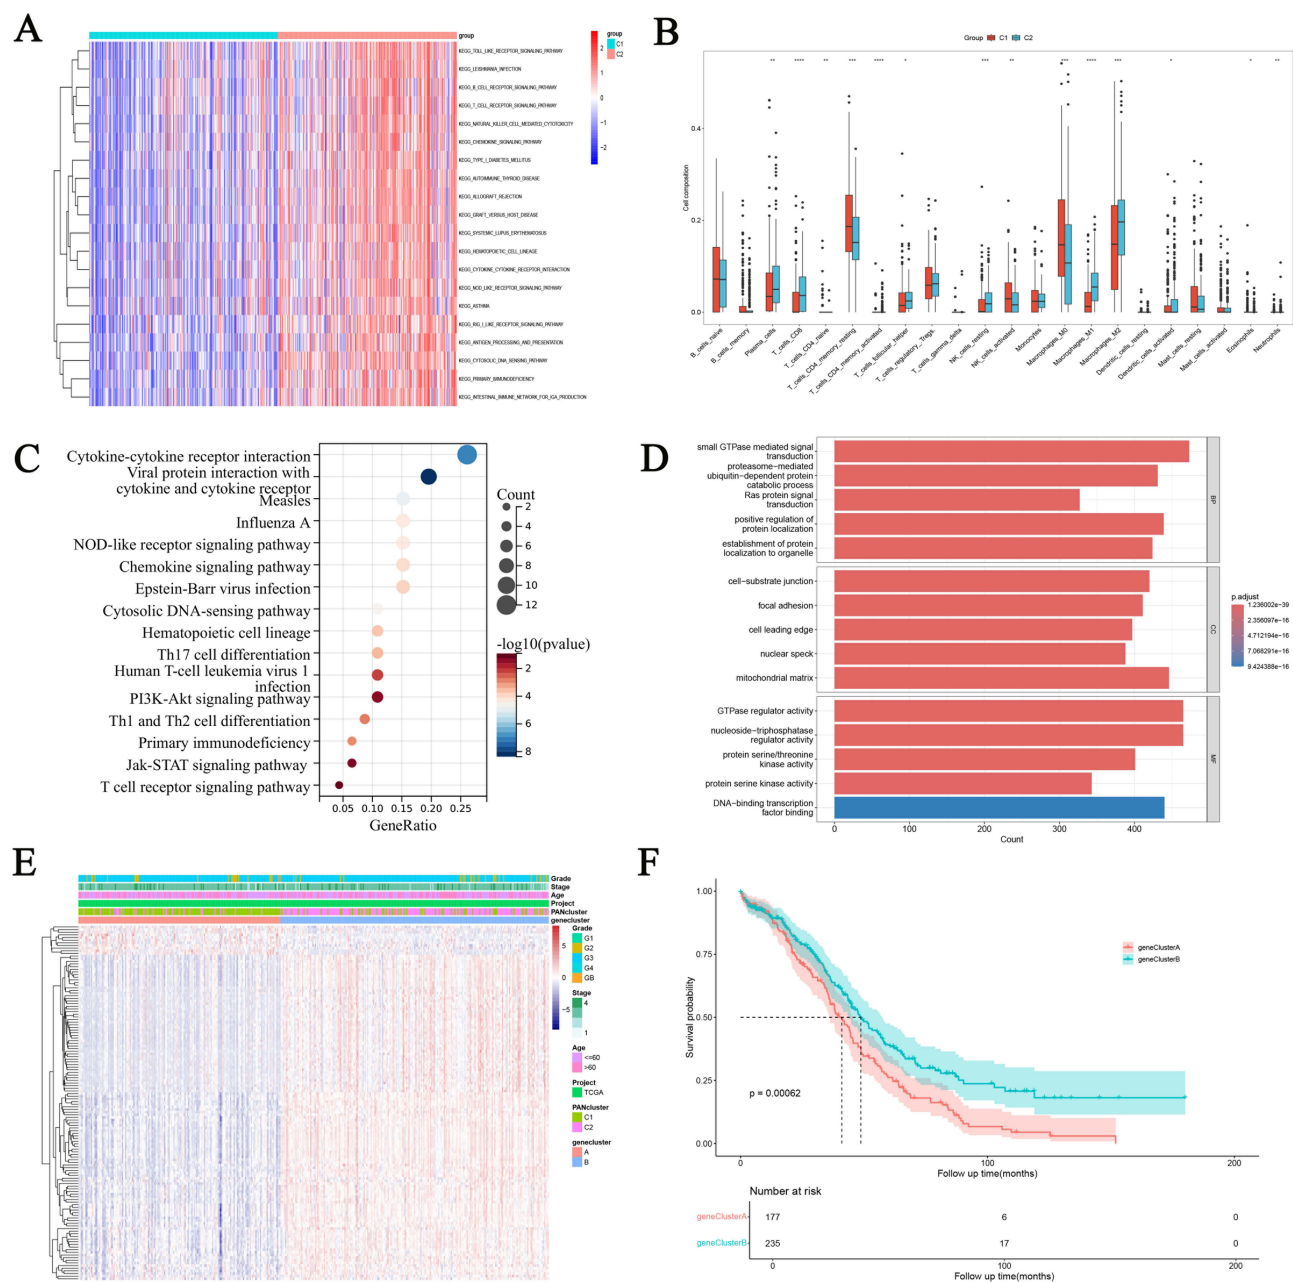 A
group
group
C1
C2
2
1
0
−1
−2
KEGG_TOLL_LIKE_RECEPTOR_SIGNALING_PATHWAY
KEGG_LEISHMANIA_INFECTION
KEGG_B_CELL_RECEPTOR_SIGNALING_PATHWAY
KEGG_T_CELL_RECEPTOR_SIGNALING_PATHWAY
KEGG_NATURAL_KILLER_CELL_MEDIATED_CYTOTOXICITY
KEGG_CHEMOKINE_SIGNALING_PATHWAY
KEGG_TYPE_I_DIABETES_MELLITUS
KEGG_AUTOIMMUNE_THYROID_DISEASE
KEGG_ALLOGRAFT_REJECTION
KEGG_GRAFT_VERSUS_HOST_DISEASE
KEGG_SYSTEMIC_LUPUS_ERYTHEMATOSUS
KEGG_HEMATOPOIETIC_CELL_LINEAGE
KEGG_CYTOKINE_CYTOKINE_RECEPTOR_INTERACTION
KEGG_NOD_LIKE_RECEPTOR_SIGNALING_PATHWAY
KEGG_ASTHMA
KEGG_RIG_I_LIKE_RECEPTOR_SIGNALING_PATHWAY
KEGG_ANTIGEN_PROCESSING_AND_PRESENTATION
KEGG_CYTOSOLIC_DNA_SENSING_PATHWAY
KEGG_PRIMARY_IMMUNODEFICIENCY
KEGG_INTESTINAL_IMMUNE_NETWORK_FOR_IGA_PRODUCTION
B
Group C1 C2
** **** ** *** **** * *** ** *** **** *** * * **
Cell composition
0.4
0.2
0.0
B_cells_naive
B_cells_memory
Plasma_cells
T_cells_CD8
T_cells_CD4_naive
T_cells_CD4_memory_resting
T_cells_CD4_memory_activated
T_cells_follicular_helper
T_cells_regulatory_-Tregs.
T_cells_gamma_delta
NK_cells_resting
NK_cells_activated
Monocytes
Macrophages_M0
Macrophages_M1
Macrophages_M2
Dendritic_cells_resting
Dendritic_cells_activated
Mast_cells_resting
Mast_cells_activated
Eosinophils
Neutrophils
C
Cytokine-cytokine receptor interaction
Viral protein interaction with
cytokine and cytokine receptor
Measles
Influenza A
NOD-like receptor signaling pathway
Chemokine signaling pathway
Epstein-Barr virus infection
Cytosolic DNA-sensing pathway
Hematopoietic cell lineage
Th17 cell differentiation
Human T-cell leukemia virus 1
infection
PI3K-Akt signaling pathway
Th1 and Th2 cell differentiation
Primary immunodeficiency
Jak-STAT signaling pathway
T cell receptor signaling pathway
0.05 0.10 0.15 0.20 0.25
GeneRatio
Count
2
4
6
8
10
12
-log10(pvalue)
2
4
6
8
D
small GTPase mediated signal
transduction
proteasome−mediated
ubiquitin−dependent protein
catabolic process
Ras protein signal
transduction
positive regulation of
protein localization
establishment of protein
localization to organelle
BP
cell−substrate junction
focal adhesion
cell leading edge
nuclear speck
mitochondrial matrix
CC
GTPase regulator activity
nucleoside−triphosphatase
regulator activity
protein serine/threonine
kinase activity
protein serine kinase activity
DNA−binding transcription
factor binding
MF
0 100 200 300 400
Count
p.adjust
1.236002e−39
2.356097e−16
4.712194e−16
7.068291e−16
9.424388e−16
E
Grade
Stage
Age
Project
PANcluster
genecluster
5
0
−5
Grade
G1
G2
G3
G4
GB
Stage
4
1
Age
<=60
>60
Project
TCGA
PANcluster
C1
C2
genecluster
A
B
F
Survival probability
1.00
0.75
0.50
0.25
0.00
p = 0.00062
geneClusterA
geneClusterB
0 100 200
Follow up time(months)
Number at risk
geneClusterA 177 6 0
geneClusterB 235 17 0
0 100 200
Follow up time(months)